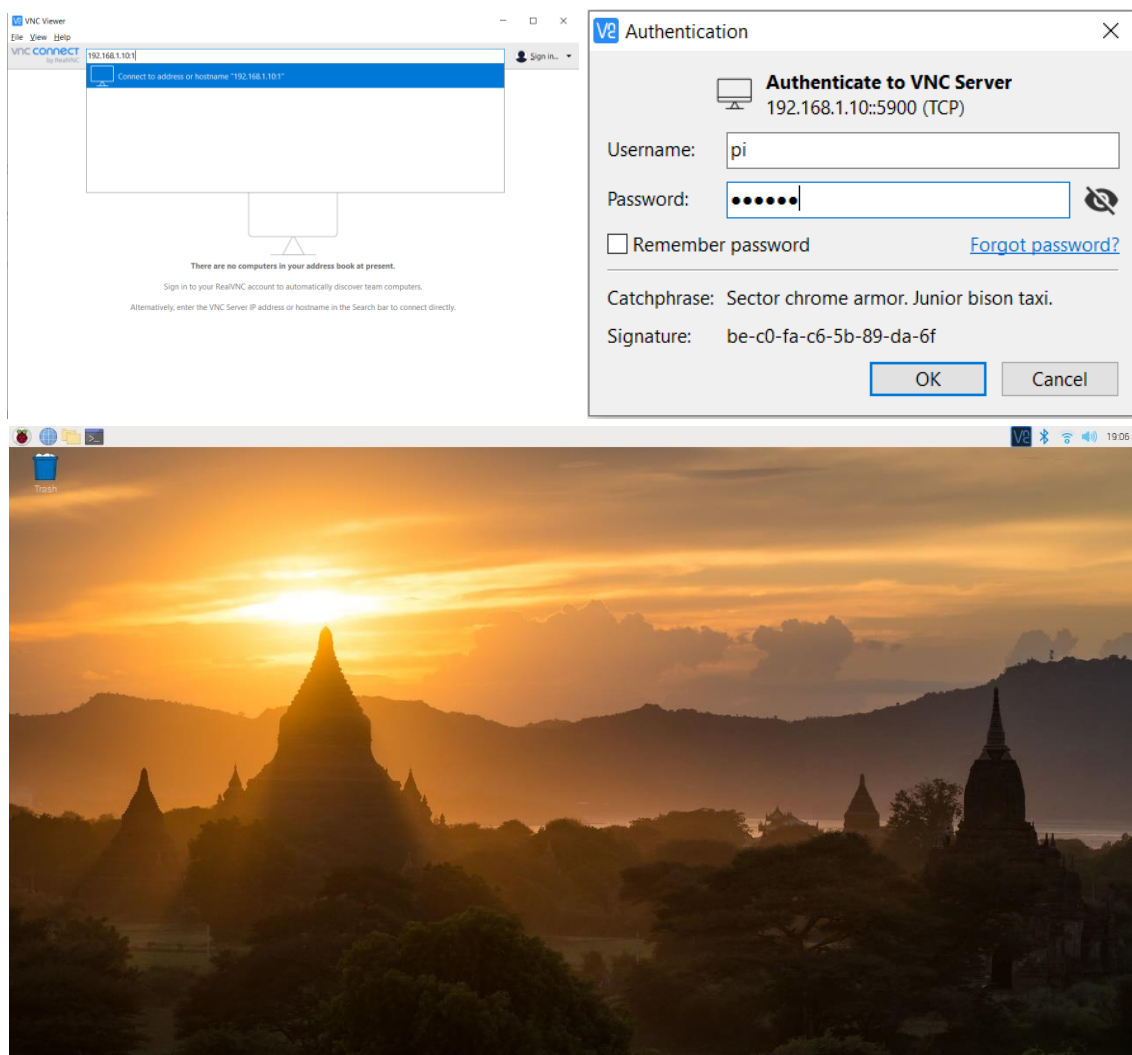 VNC Viewer
File View Help
vnc connect
by RealVNC
192.168.1.10:1
Sign in...
Connect to address or hostname "192.168.1.10:1"
There are no computers in your address book at present.
Sign in to your RealVNC account to automatically discover team computers.
Alternatively, enter the VNC Server IP address or hostname in the Search bar to connect directly.
Authentication
Authenticate to VNC Server
192.168.1.10::5900 (TCP)
Username: pi
Password: ●●●●●●
Remember password Forgot password?
Catchphrase: Sector chrome armor. Junior bison taxi.
Signature: be-c0-fa-c6-5b-89-da-6f
OK Cancel
19:06
Trash